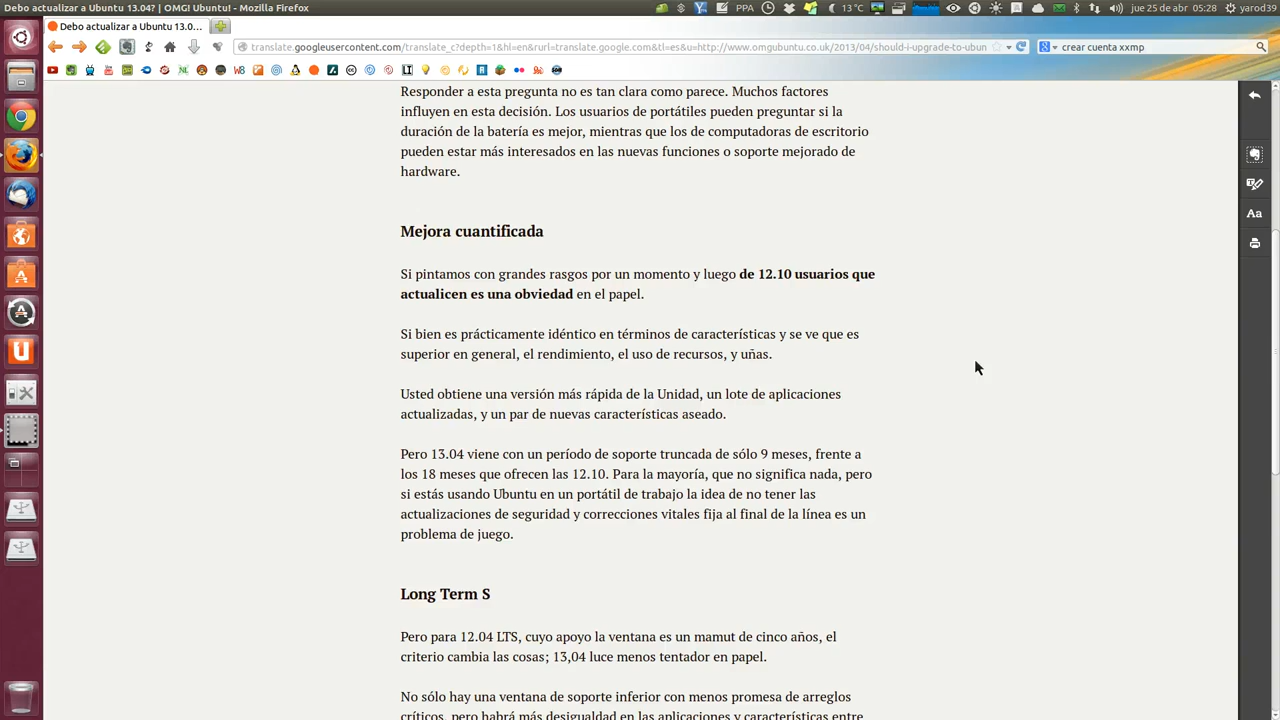 Debo actualizar a Ubuntu 13.04? | OMG! Ubuntu! - Mozilla Firefox
PPA
13°C
jue 25 de abr
05:28
yarod39
Debo actualizar a Ubuntu 13.0...
translate.googleusercontent.com/translate_c?depth=1&hl=en&rurl=translate.google.com&tl=es&u=http://www.omgubuntu.co.uk/2013/04/should-i-upgrade-to-ubun
crear cuenta xxmp
Responder a esta pregunta no es tan clara como parece. Muchos factores
influyen en esta decisión. Los usuarios de portátiles pueden preguntar si la
duración de la batería es mejor, mientras que los de computadoras de escritorio
pueden estar más interesados en las nuevas funciones o soporte mejorado de
hardware.
Mejora cuantificada
Si pintamos con grandes rasgos por un momento y luego de 12.10 usuarios que
actualicen es una obviedad en el papel.
Si bien es prácticamente idéntico en términos de características y se ve que es
superior en general, el rendimiento, el uso de recursos, y uñas.
Usted obtiene una versión más rápida de la Unidad, un lote de aplicaciones
actualizadas, y un par de nuevas características aseado.
Pero 13.04 viene con un período de soporte truncada de sólo 9 meses, frente a
los 18 meses que ofrecen las 12.10. Para la mayoría, que no significa nada, pero
si estás usando Ubuntu en un portátil de trabajo la idea de no tener las
actualizaciones de seguridad y correcciones vitales fija al final de la línea es un
problema de juego.
Long Term S
Pero para 12.04 LTS, cuyo apoyo la ventana es un mamut de cinco años, el
criterio cambia las cosas; 13,04 luce menos tentador en papel.
No sólo hay una ventana de soporte inferior con menos promesa de arreglos
críticos, pero habrá más desigualdad en las aplicaciones y características entre
Aa